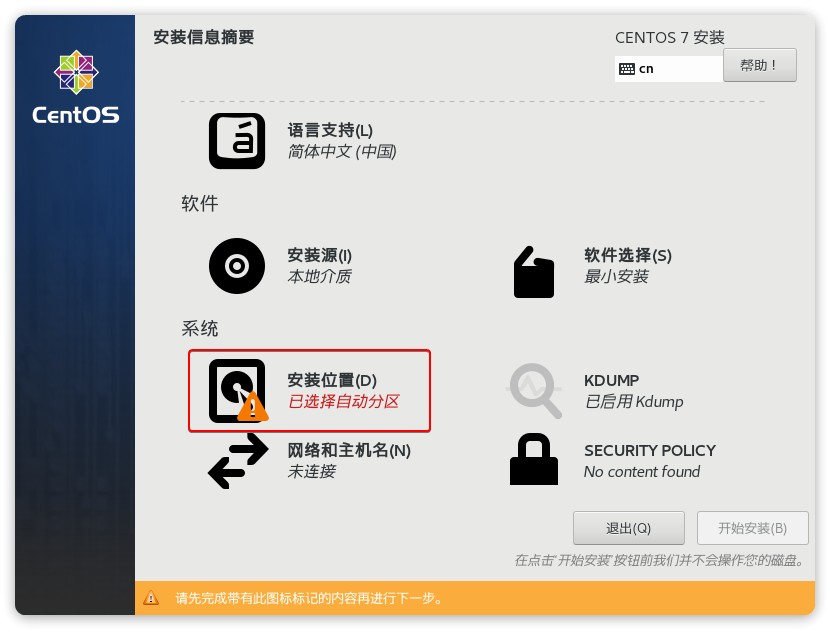 CentOS
安装信息摘要
CENTOS 7 安装
cn
帮助！
语言支持(L)
简体中文 (中国)
软件
安装源(I)
本地介质
软件选择(S)
最小安装
系统
安装位置(D)
已选择自动分区
KDUMP
已启用 Kdump
网络和主机名(N)
未连接
SECURITY POLICY
No content found
退出(Q)
开始安装(B)
在点击“开始安装”按钮前我们并不会操作您的磁盘。
请先完成带有此图标标记的内容再进行下一步。